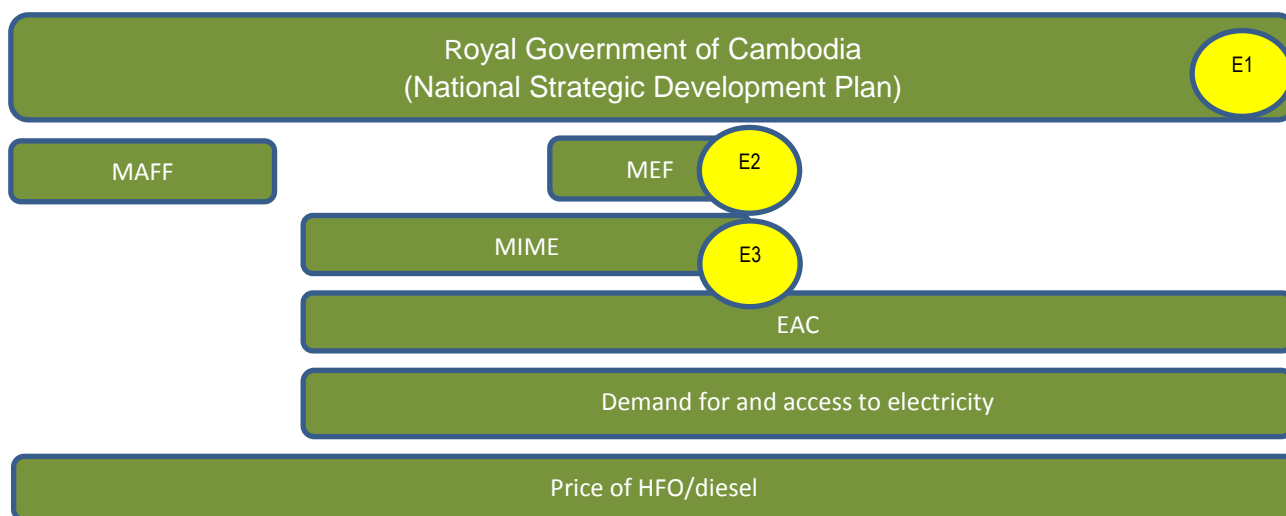 Royal Government of Cambodia
(National Strategic Development Plan)
E1
MAFF
MEF
E2
MIME
E3
EAC
Demand for and access to electricity
Price of HFO/diesel